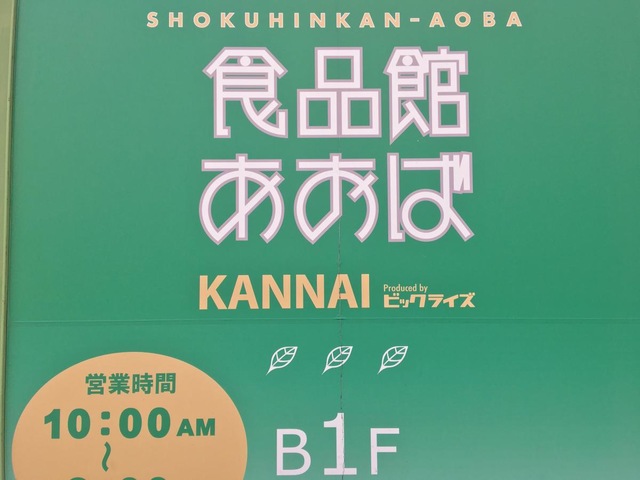 SHOKUHINKAN-AOBA
食品館
あおば
KANNAI Produced by ビックライズ
営業時間
10:00AM
～
B1F